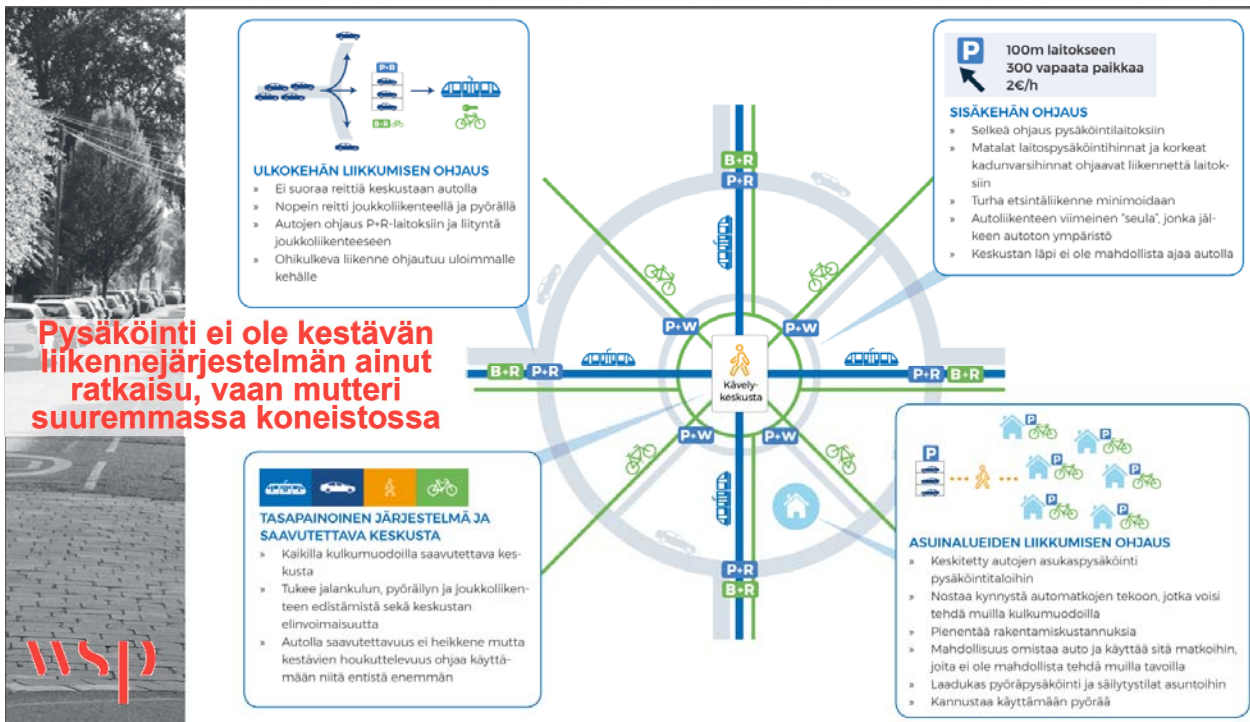 P+R
B+R
ULKOKEHÄN LIIKKUMISEN OHJAUS
» Ei suoraa reittiä keskustaan autolla
» Nopein reitti joukkoliikenteellä ja pyörällä
» Autojen ohjaus P+R-laitoksiin ja liityntä
joukkoliikenteeseen
» Ohikulkeva liikenne ohjautuu uloimmalle
kehälle
P
100m laitokseen
300 vapaata paikkaa
2€/h
SISÄKEHÄN OHJAUS
» Selkeä ohjaus pysäköintilaitoksiin
» Matalat laitospysäköintihinnat ja korkeat
kadunvarsihinnat ohjaavat liikennettä laitok-
siin
» Turha etsintäliikenne minimoidaan
» Autoliikenteen viimeinen "seula", jonka jäl-
keen autoton ympäristö
» Keskustan läpi ei ole mahdollista ajaa autolla
Pysäköinti ei ole kestävän
liikennejärjestelmän ainut
ratkaisu, vaan mutteri
suuremmassa koneistossa
B+R
P+R
P+W P+W
B+R P+R
Kävely-
keskusta
P+R B+R
P+W P+W
P+R
B+R
TASAPAINOINEN JÄRJESTELMÄ JA
SAAVUTETTAVA KESKUSTA
» Kaikilla kulkumuodoilla saavutettava kes-
kusta
» Tukee jalankulun, pyöräilyn ja joukkoliiken-
teen edistämistä sekä keskustan
elinvoimaisuutta
» Autolla saavutettavuus ei heikkene mutta
kestävien houkuttelevuus ohjaa käyttä-
mään niitä entistä enemmän
P
P
P
P
P
P
P
P
ASUINALUEIDEN LIIKKUMISEN OHJAUS
» Keskitetty autojen asukaspysäköinti
pysäköintitaloihin
» Nostaa kynnystä automatkojen tekoon, jotka voisi
tehdä muilla kulkumuodoilla
» Pienentää rakentamiskustannuksia
» Mahdollisuus omistaa auto ja käyttää sitä matkoihin,
joita ei ole mahdollista tehdä muilla tavoilla
» Laadukas pyöräpysäköinti ja säilytystilat asuntoihin
» Kannustaa käyttämään pyörää
wsp